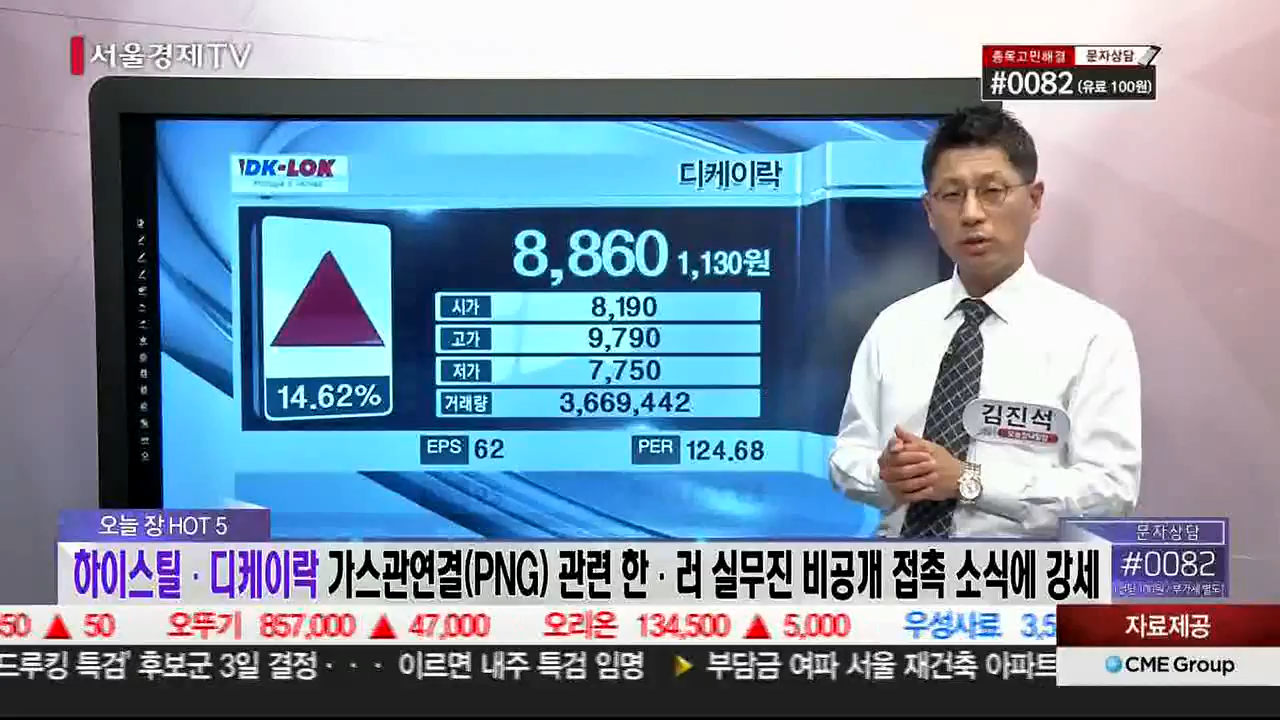 서울경제TV
종목고민해결 문자상담
#0082 (유료 100원)
DK-LOK
디케이락
8,860 1,130원
14.62%
시가 8,190
고가 9,790
저가 7,750
거래량 3,669,442
EPS 62 PER 124.68
김진석
오늘 장 HOT 5
하이스틸·디케이락 가스관연결(PNG) 관련 한·러 실무진 비공개 접촉 소식에 강세
문자상담
#0082
50 ▲ 50 오뚜기 857,000 ▲ 47,000 오리온 134,500 ▲ 5,000 우성사료 3,5
자료제공
드루킹 특검' 후보군 3일 결정··· 이르면 내주 특검 임명 ▶ 부담금 여파 서울 재건축 아파트
CME Group